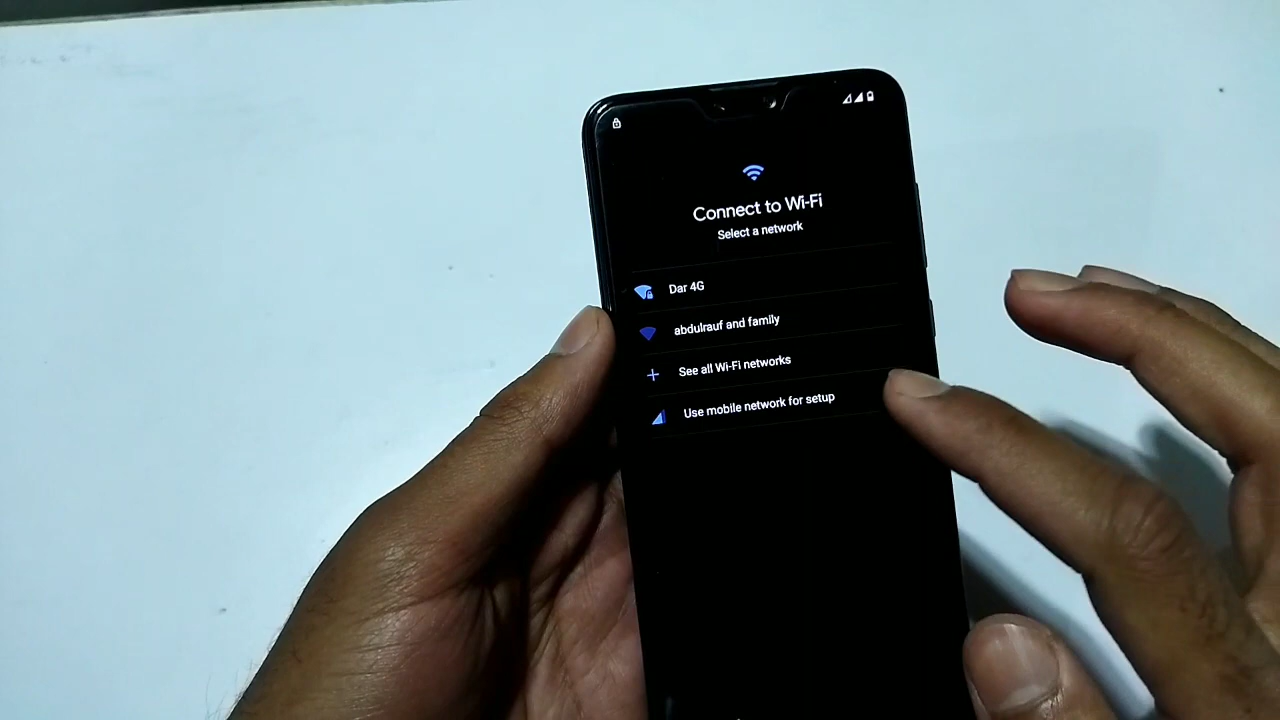 Connect to Wi-Fi
Select a network
Dar 4G
abdulrauf and family
See all Wi-Fi networks
Use mobile network for setup